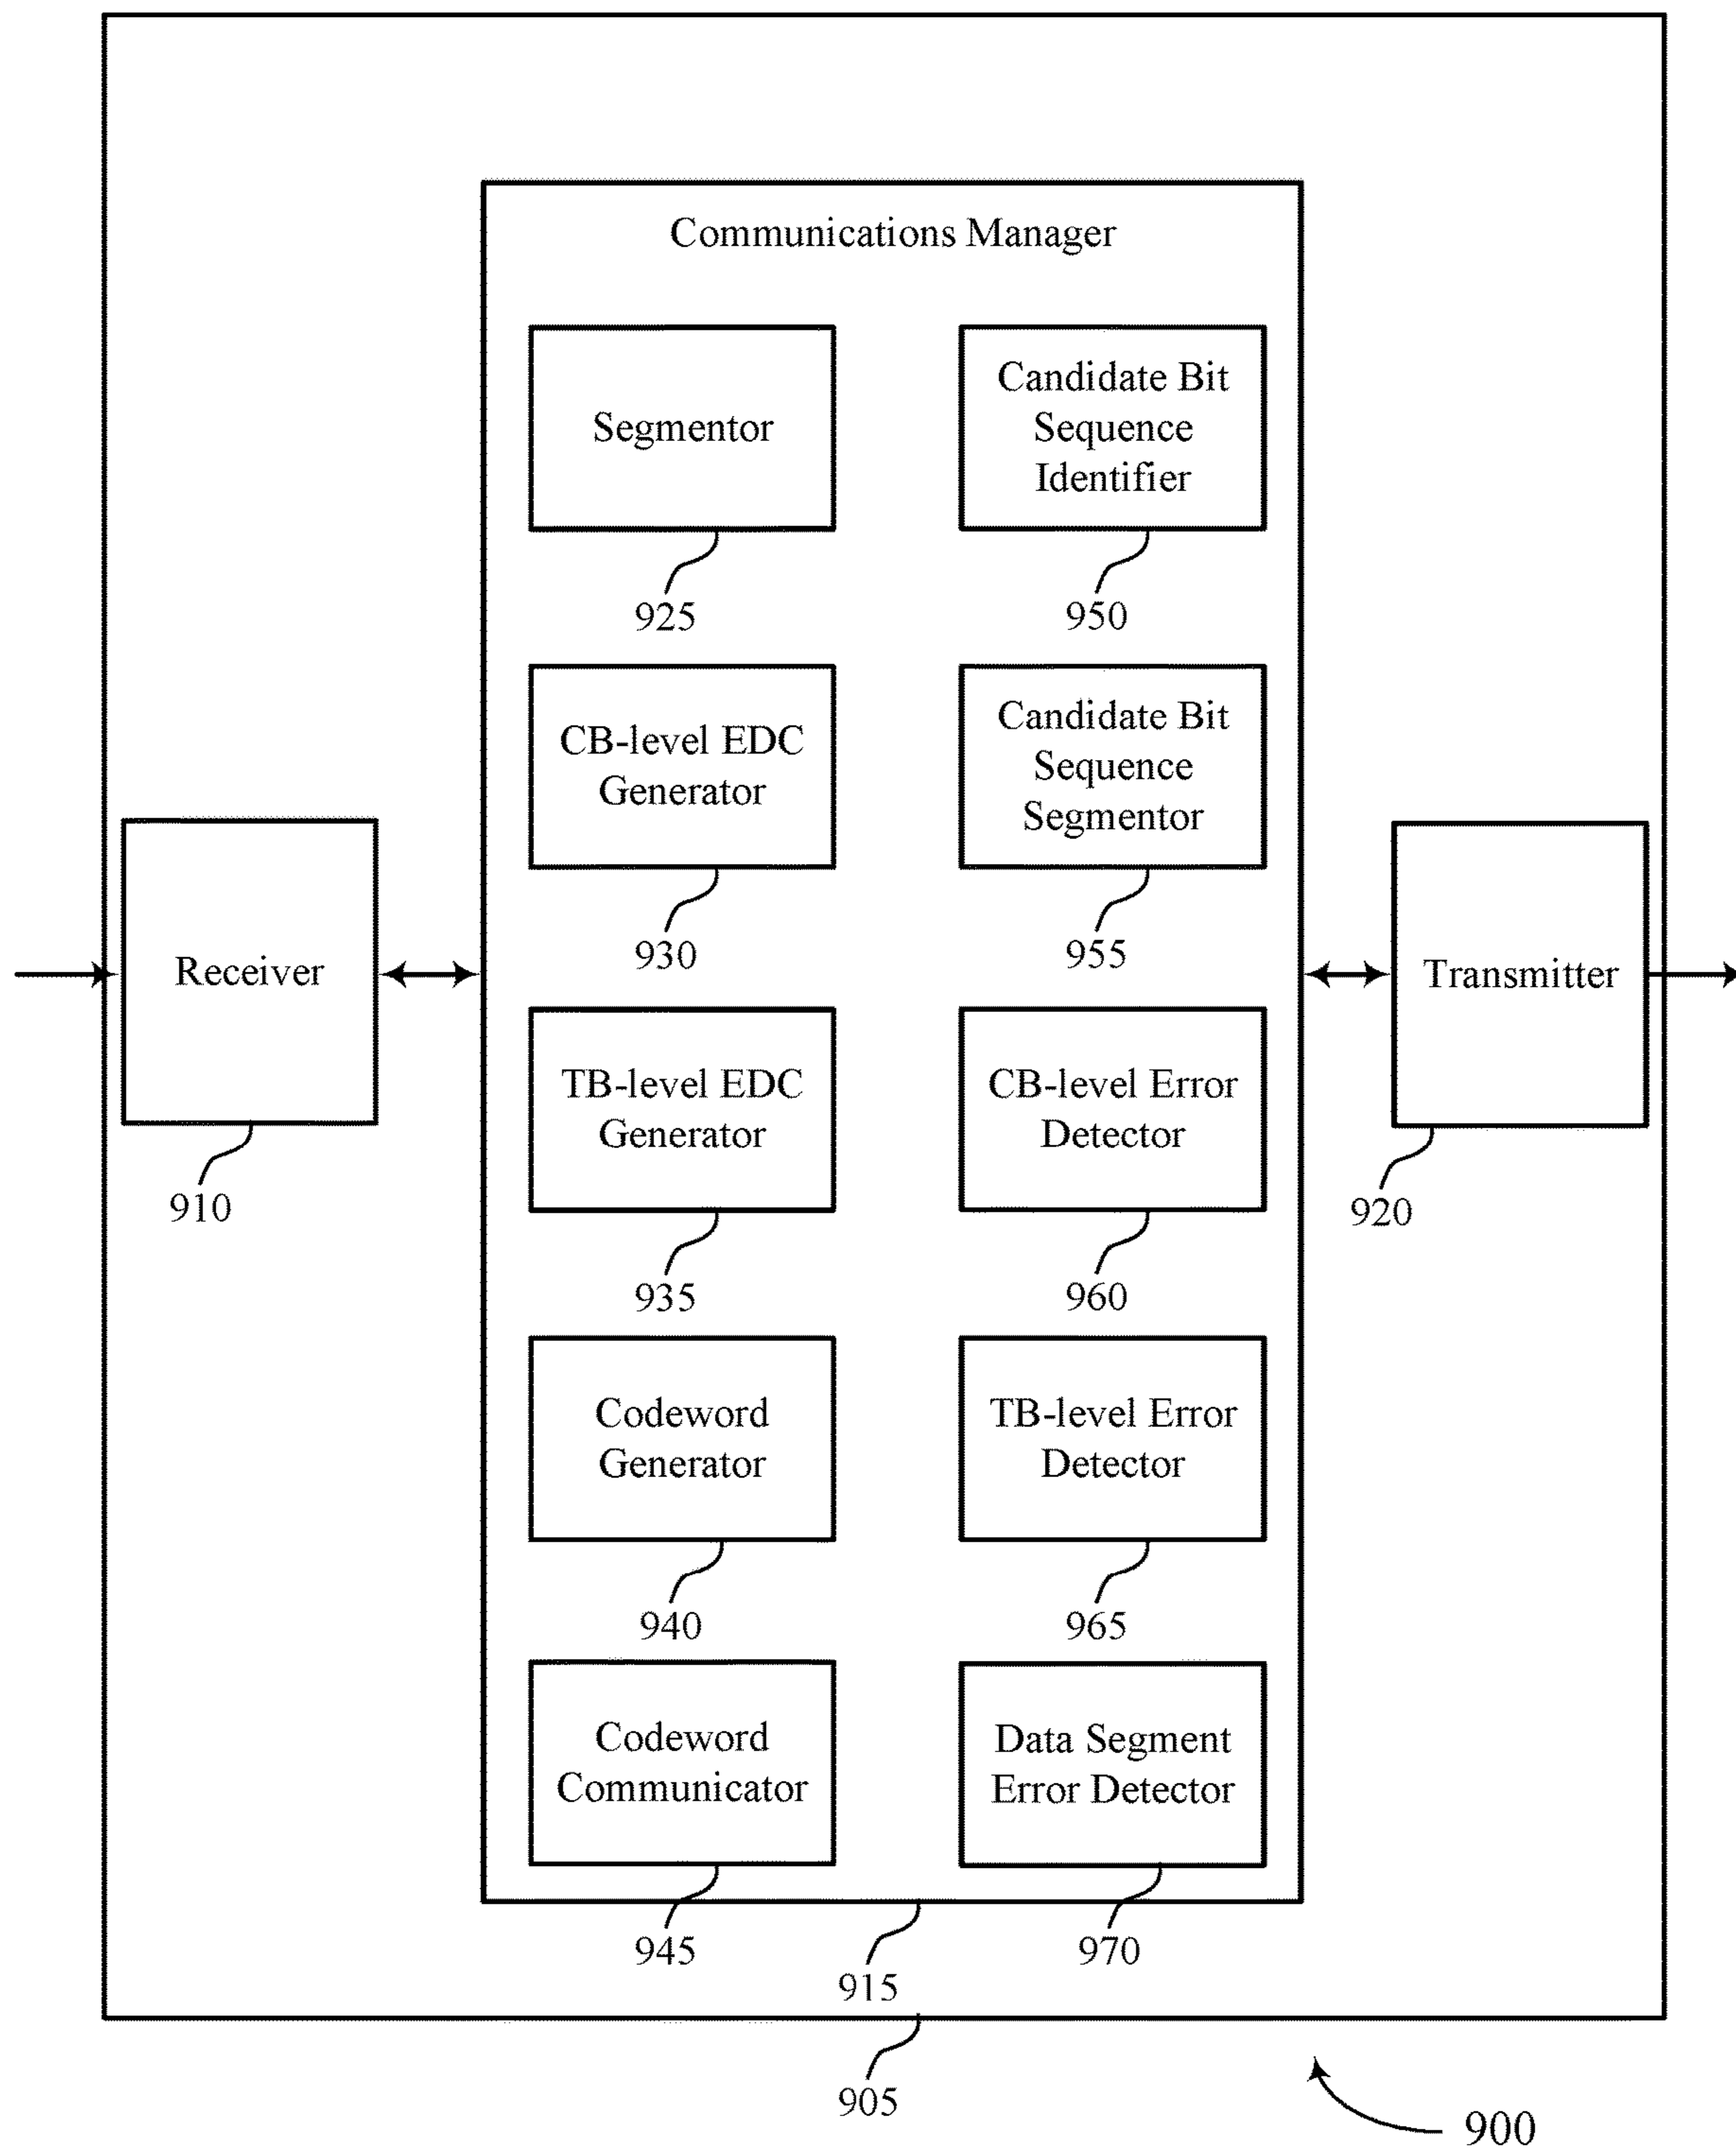 Communications Manager
Segmentor
925
Candidate Bit
Sequence
Identifier
950
CB-level EDC
Generator
930
Candidate Bit
Sequence
Segmentor
955
Receiver
910
Transmitter
920
TB-level EDC
Generator
935
CB-level Error
Detector
960
Codeword
Generator
940
TB-level Error
Detector
965
Codeword
Communicator
945
Data Segment
Error Detector
970
915
905
900